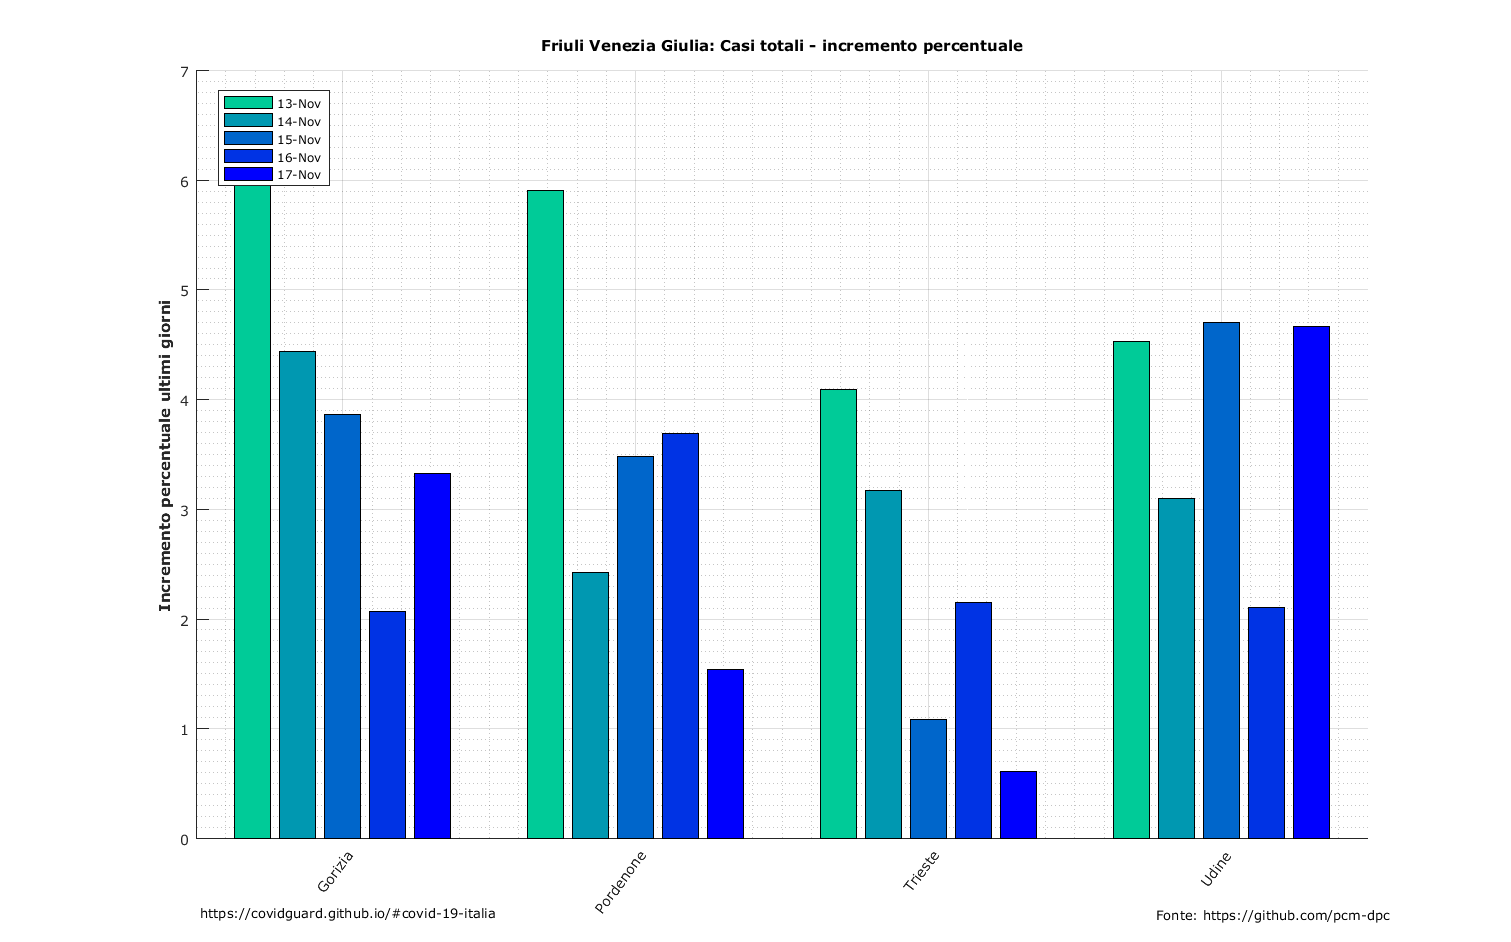 Friuli Venezia Giulia: Casi totali - incremento percentuale
Incremento percentuale ultimi giorni
7
6
5
4
3
2
1
0
13-Nov
14-Nov
15-Nov
16-Nov
17-Nov
Gorizia
Pordenone
Trieste
Udine
https://covidguard.github.io/#covid-19-italia
Fonte: https://github.com/pcm-dpc